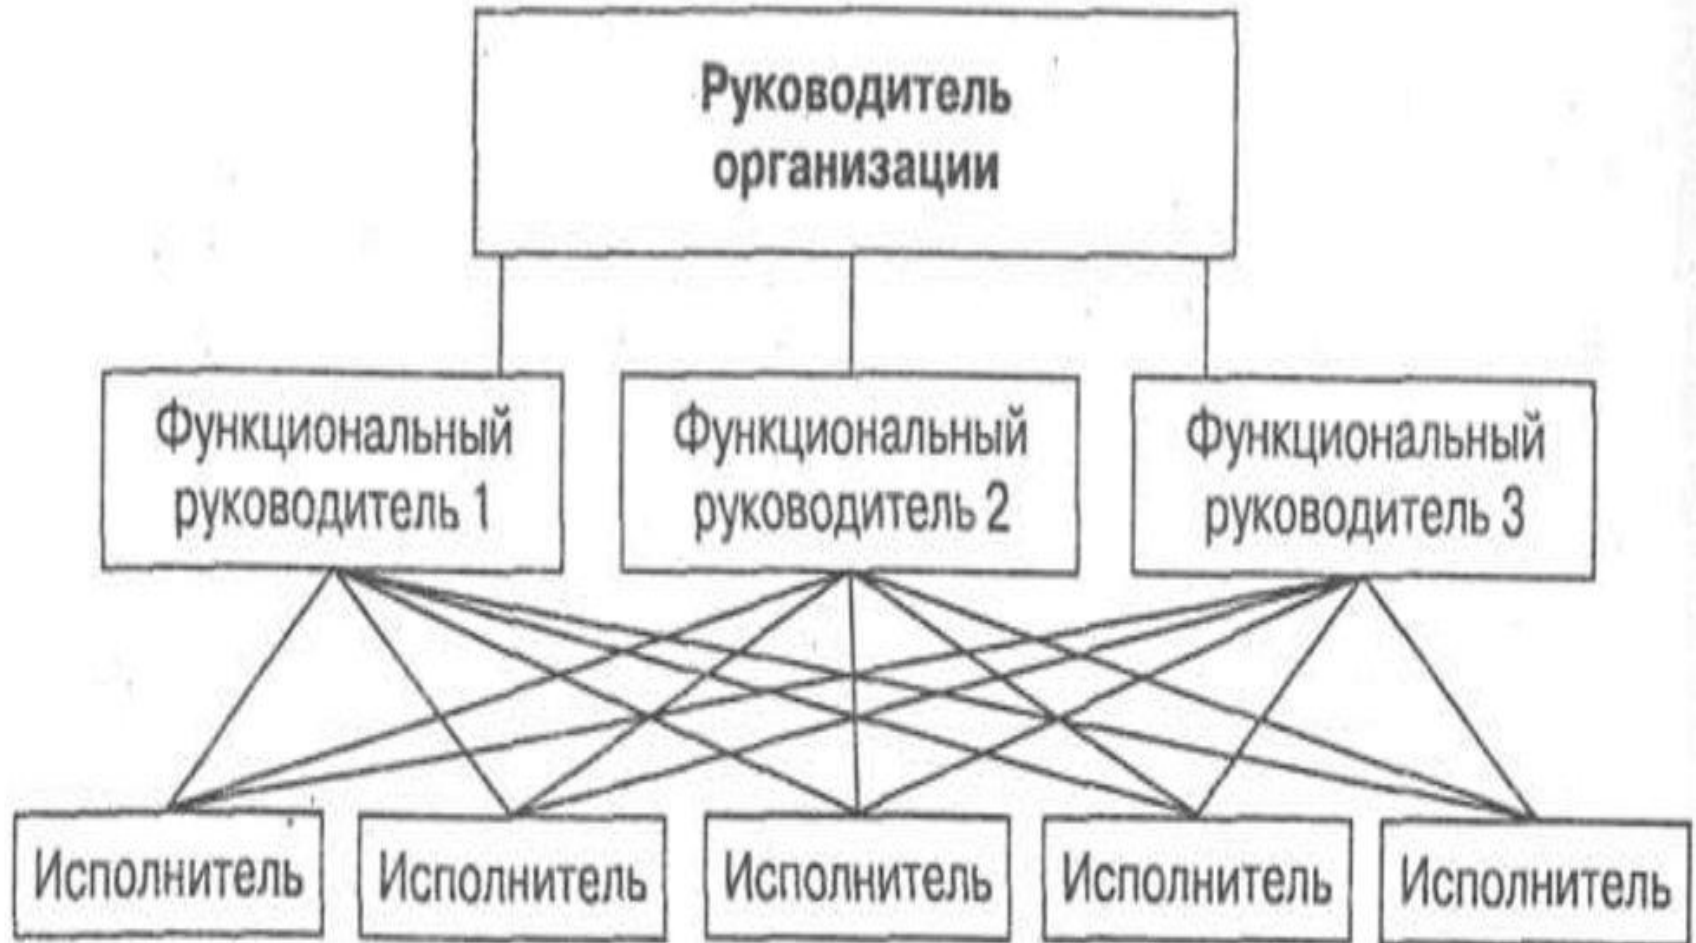 Руководитель
организации
Функциональный
руководитель 1
Функциональный
руководитель 2
Функциональный
руководитель 3
Исполнитель
Исполнитель
Исполнитель
Исполнитель
Исполнитель